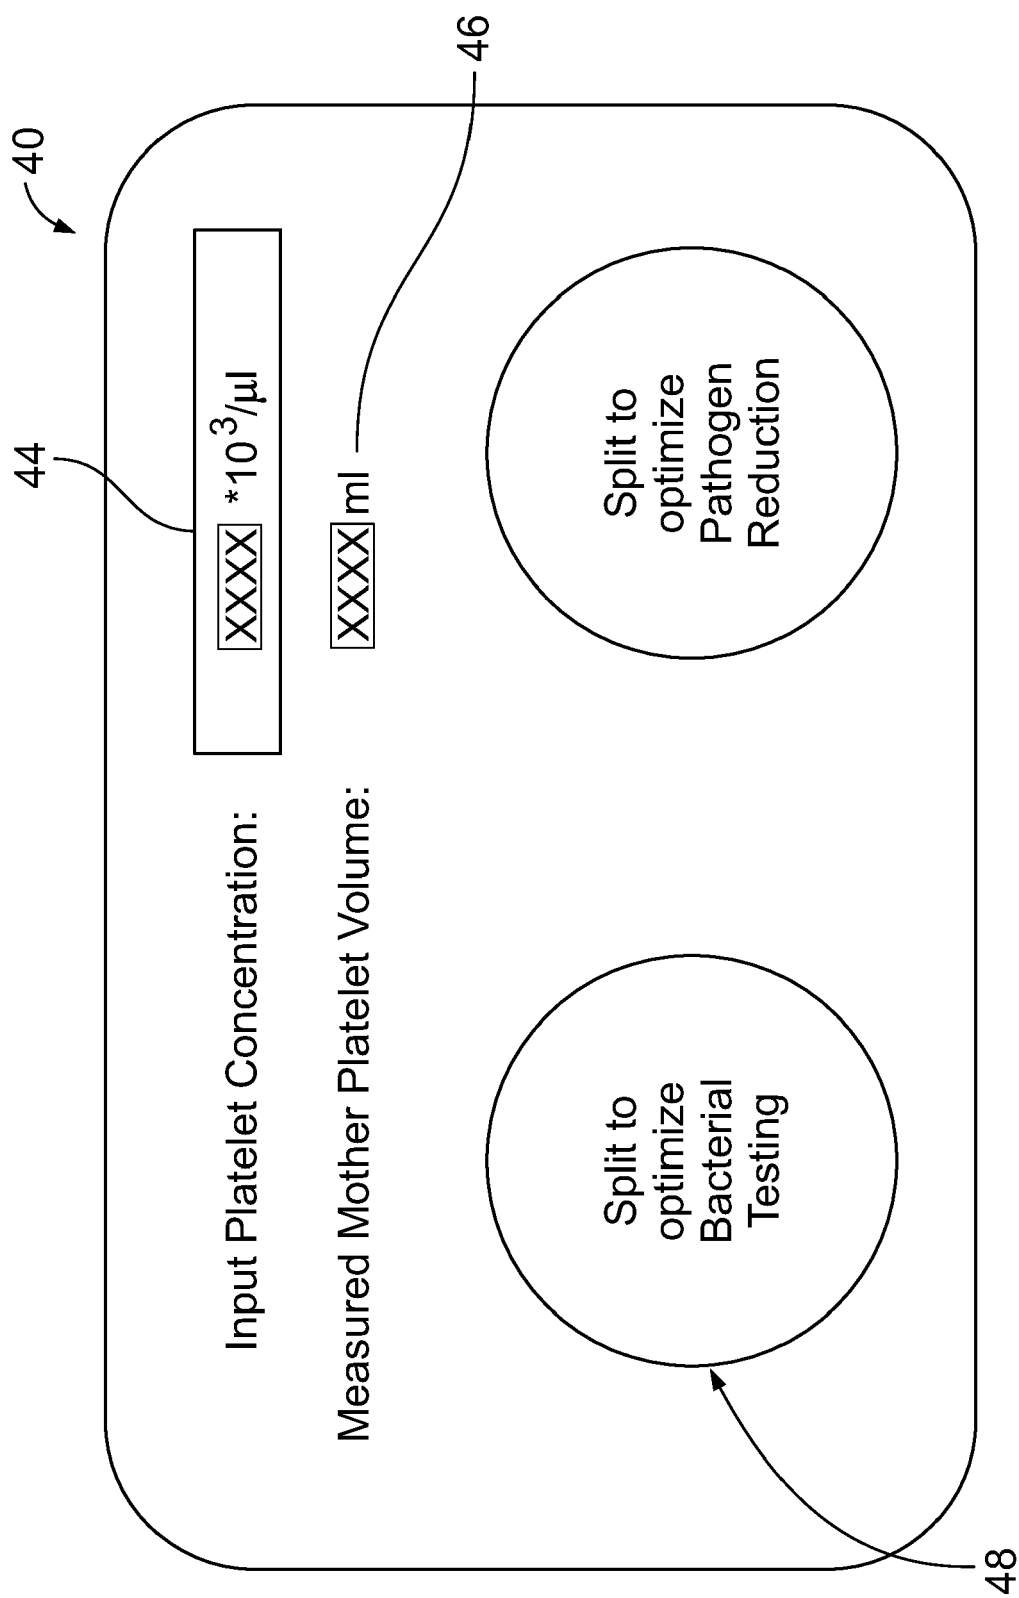 40
44
Input Platelet Concentration: XXXX *10³/µl
Measured Mother Platelet Volume: XXXX ml
46
Split to
optimize
Bacterial
Testing
Split to
optimize
Pathogen
Reduction
48